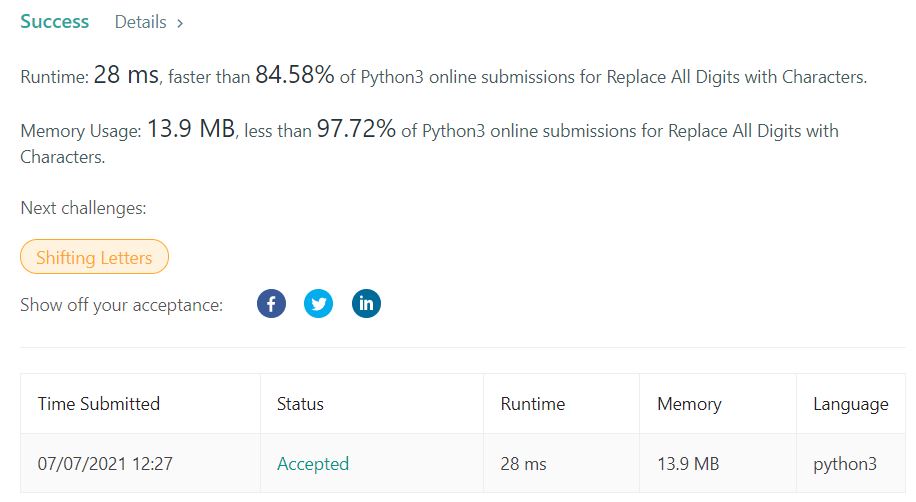 Success Details >
Runtime: 28 ms, faster than 84.58% of Python3 online submissions for Replace All Digits with Characters.
Memory Usage: 13.9 MB, less than 97.72% of Python3 online submissions for Replace All Digits with
Characters.
Next challenges:
Shifting Letters
Show off your acceptance: f in
Time Submitted Status Runtime Memory Language
07/07/2021 12:27 Accepted 28 ms 13.9 MB python3